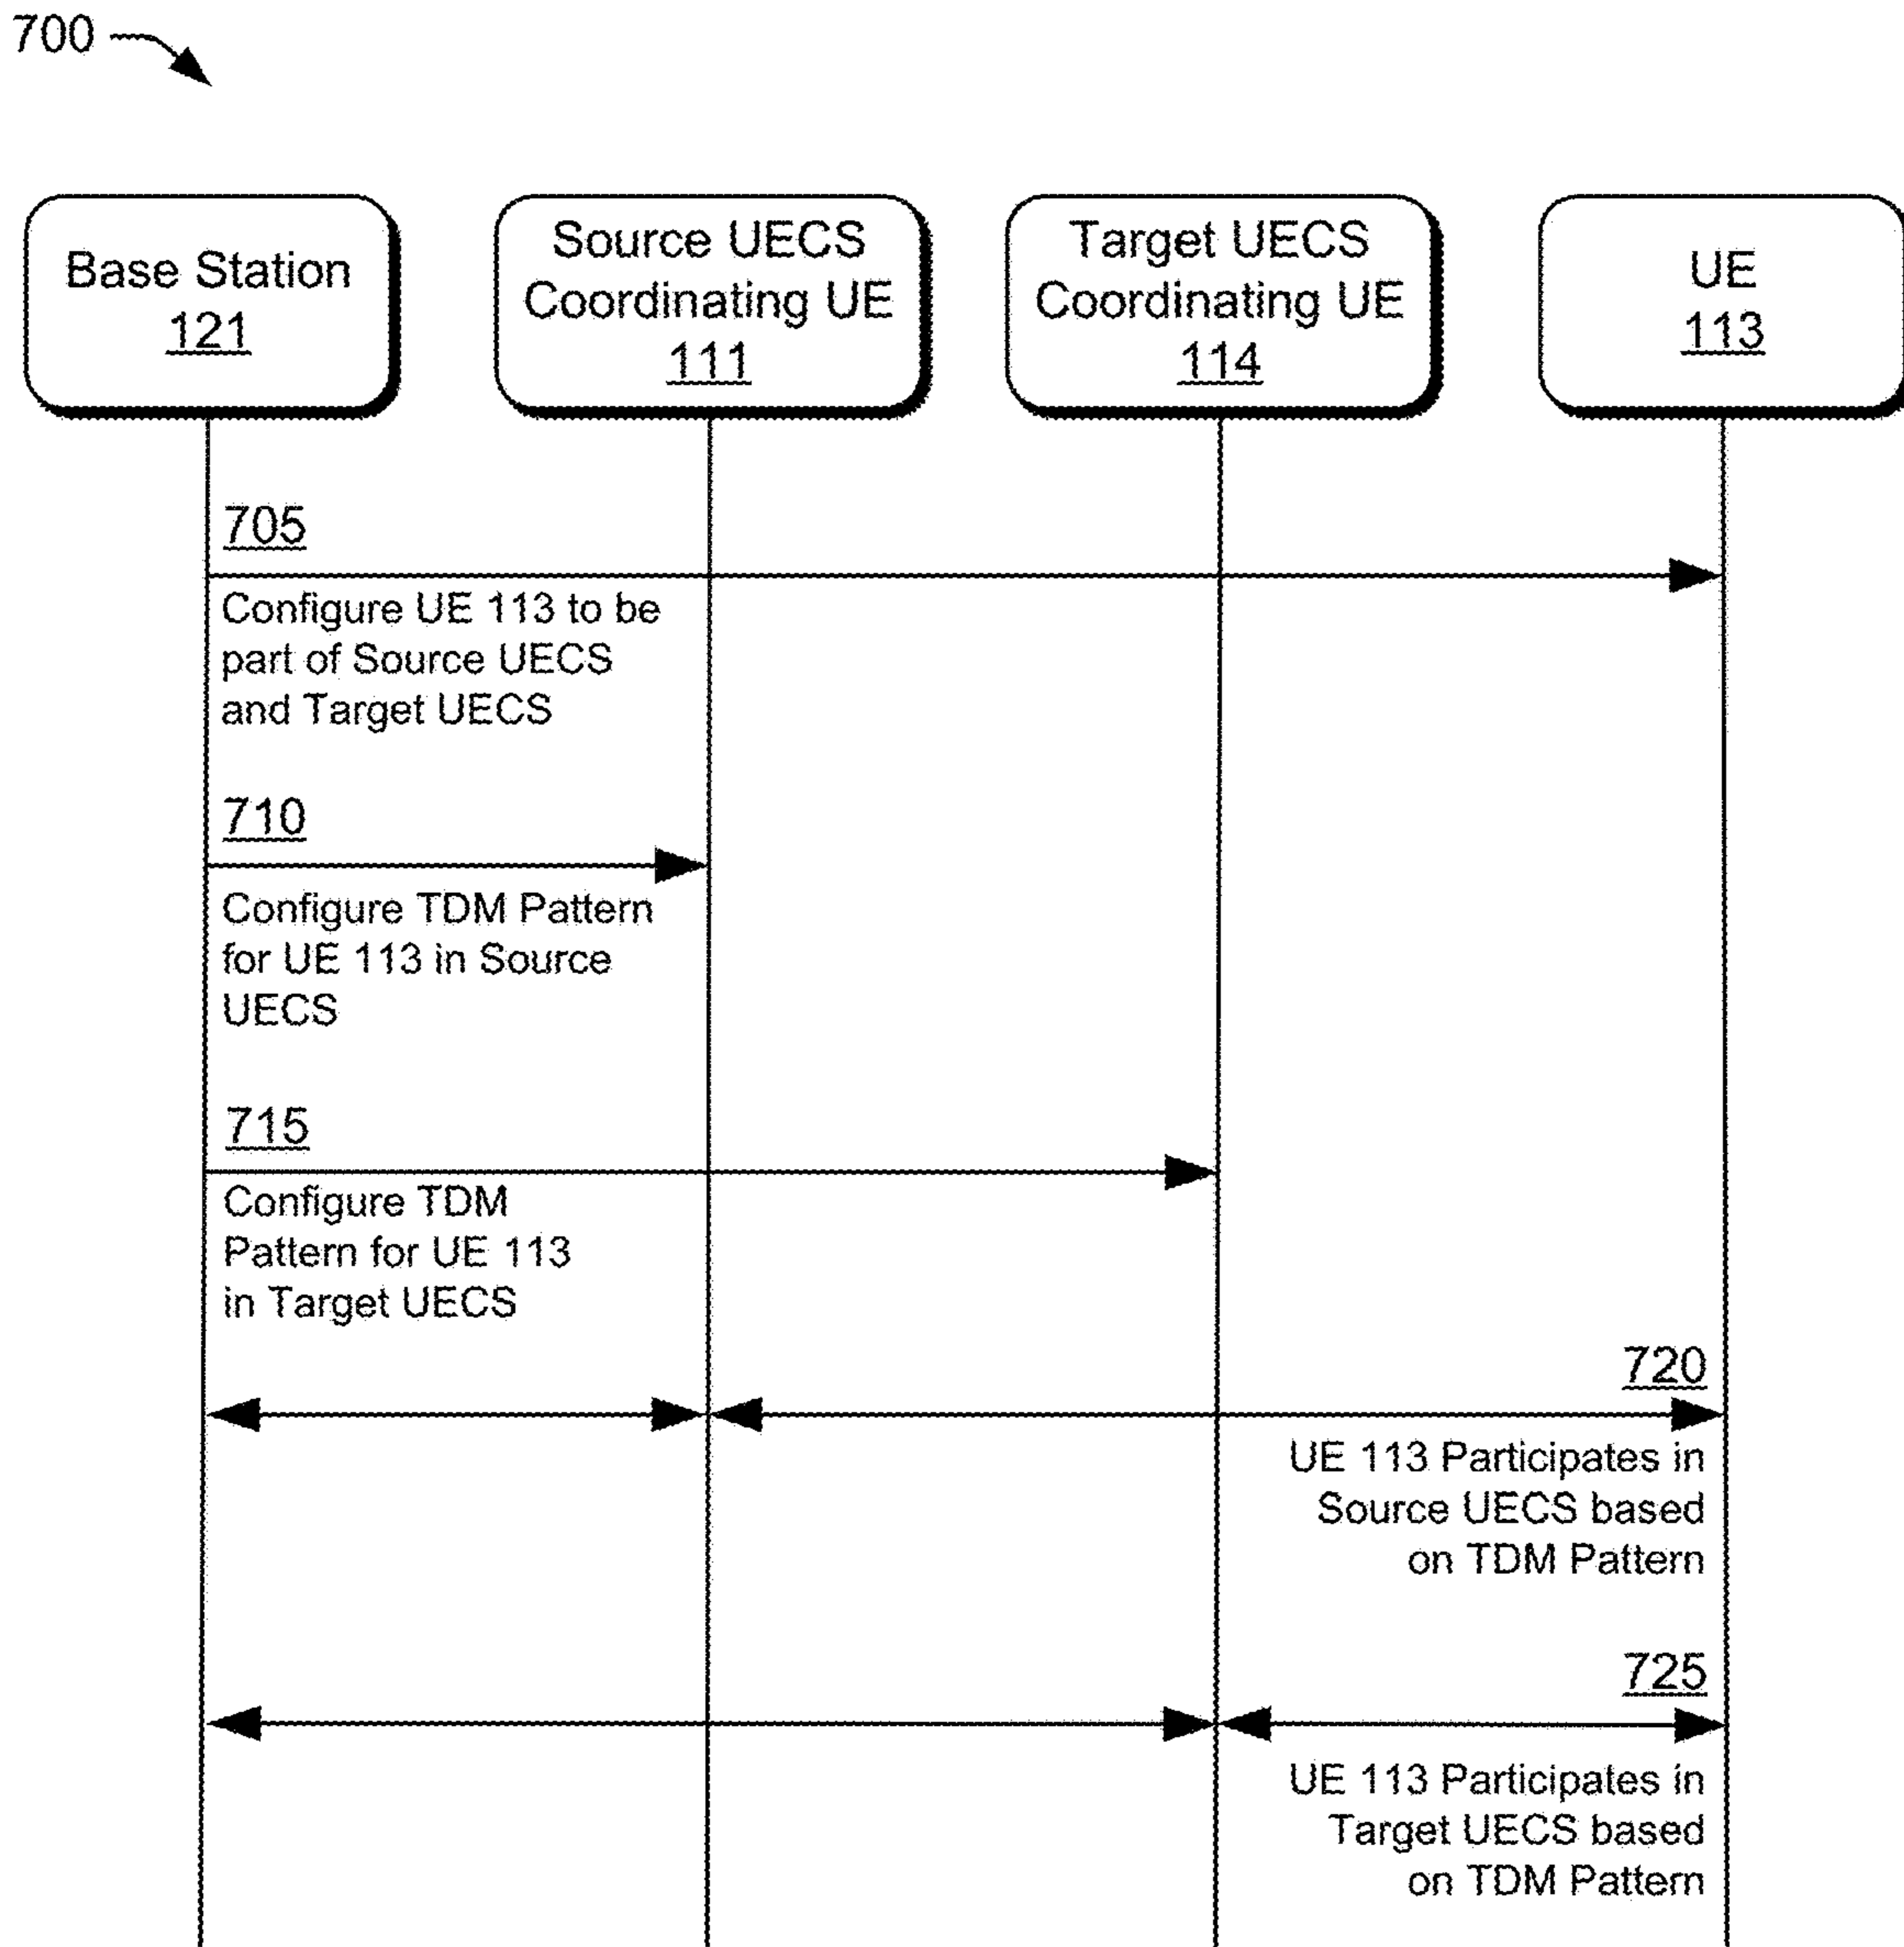 700
Base Station
121
Source UECS
Coordinating UE
111
Target UECS
Coordinating UE
114
UE
113
705
Configure UE 113 to be
part of Source UECS
and Target UECS
710
Configure TDM Pattern
for UE 113 in Source
UECS
715
Configure TDM
Pattern for UE 113
in Target UECS
720
UE 113 Participates in
Source UECS based
on TDM Pattern
725
UE 113 Participates in
Target UECS based
on TDM Pattern